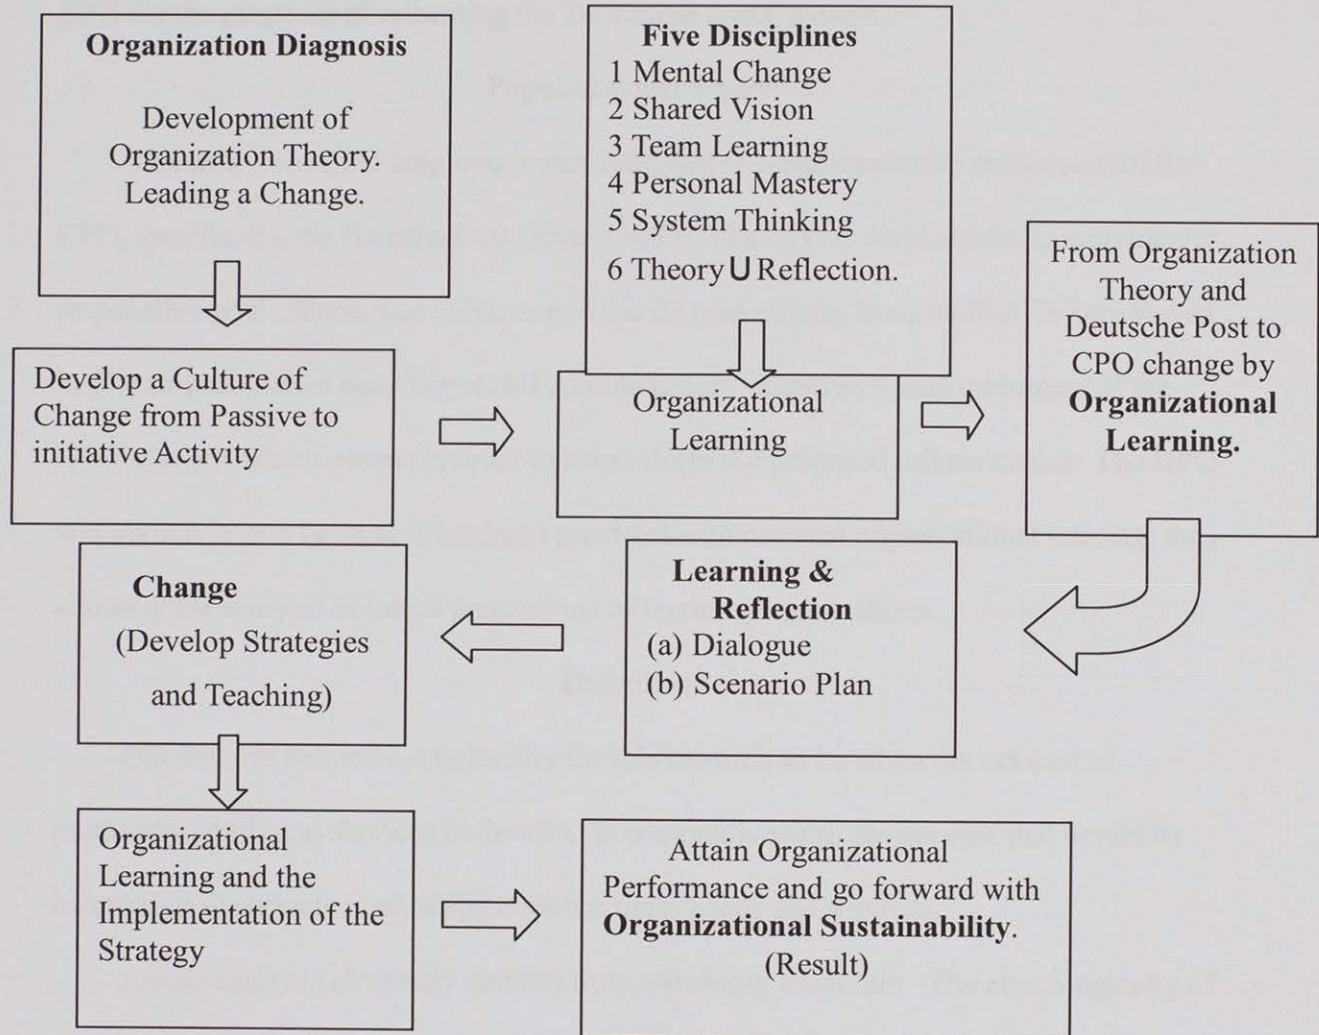 Organization Diagnosis
Development of
Organization Theory.
Leading a Change.
Five Disciplines
1 Mental Change
2 Shared Vision
3 Team Learning
4 Personal Mastery
5 System Thinking
6 Theory U Reflection.
Develop a Culture of
Change from Passive to
initiative Activity
Organizational
Learning
From Organization
Theory and
Deutsche Post to
CPO change by
Organizational
Learning.
Learning &
Reflection
(a) Dialogue
(b) Scenario Plan
Change
(Develop Strategies
and Teaching)
Organizational
Learning and the
Implementation of the
Strategy
Attain Organizational
Performance and go forward with
Organizational Sustainability.
(Result)